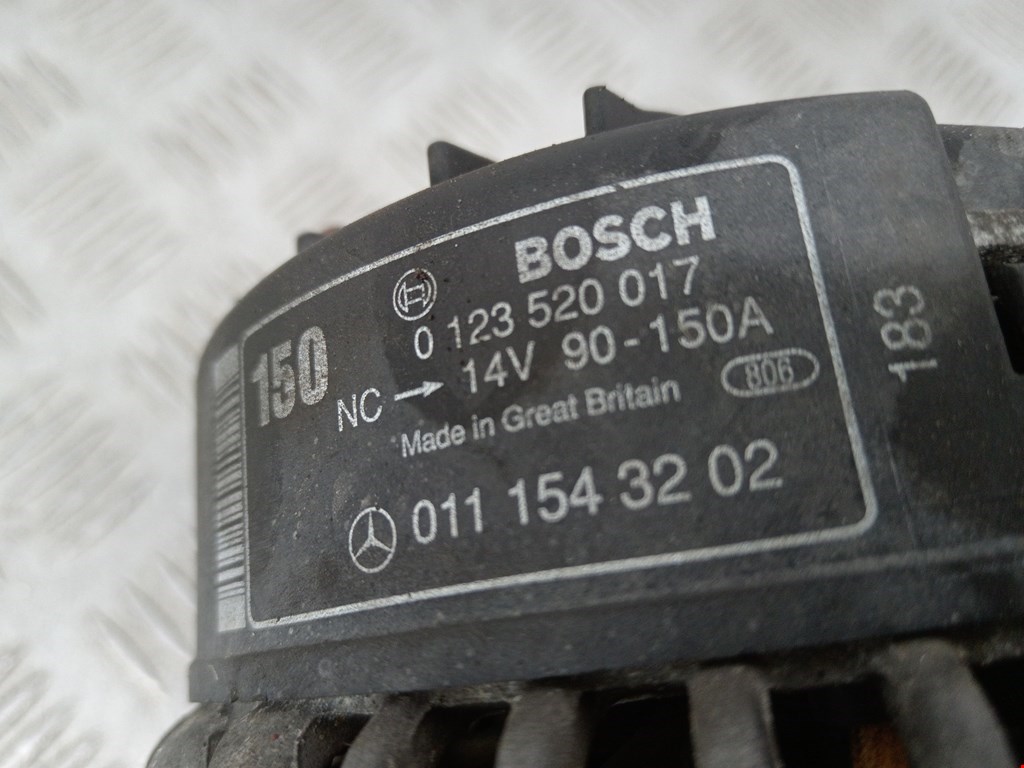 BOSCH
0 123 520 017
150
NC → 14V 90-150A
Made in Great Britain
806
011 154 32 02
183